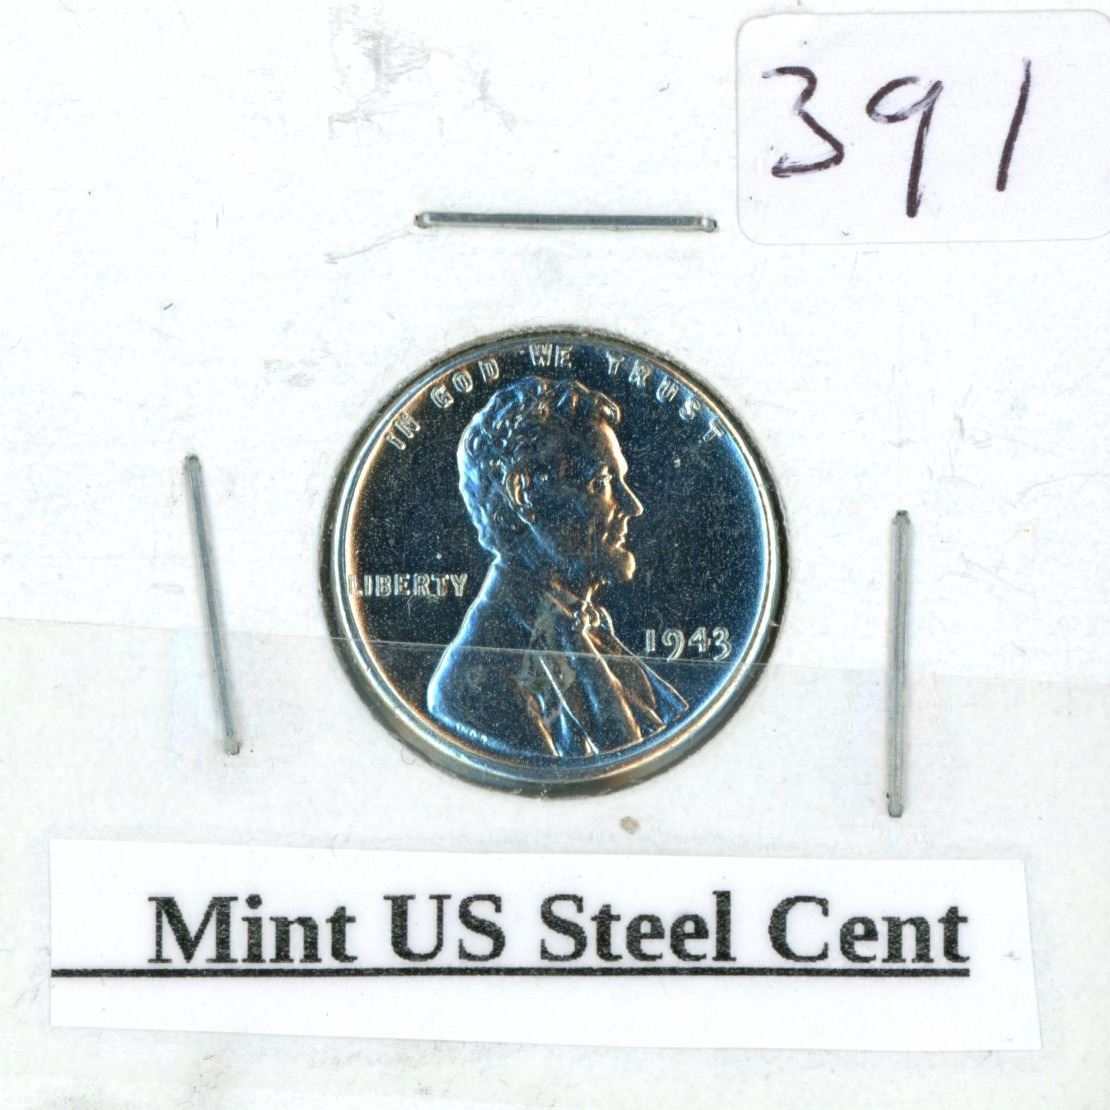 391
IN GOD WE TRUST
LIBERTY
1943
Mint US Steel Cent